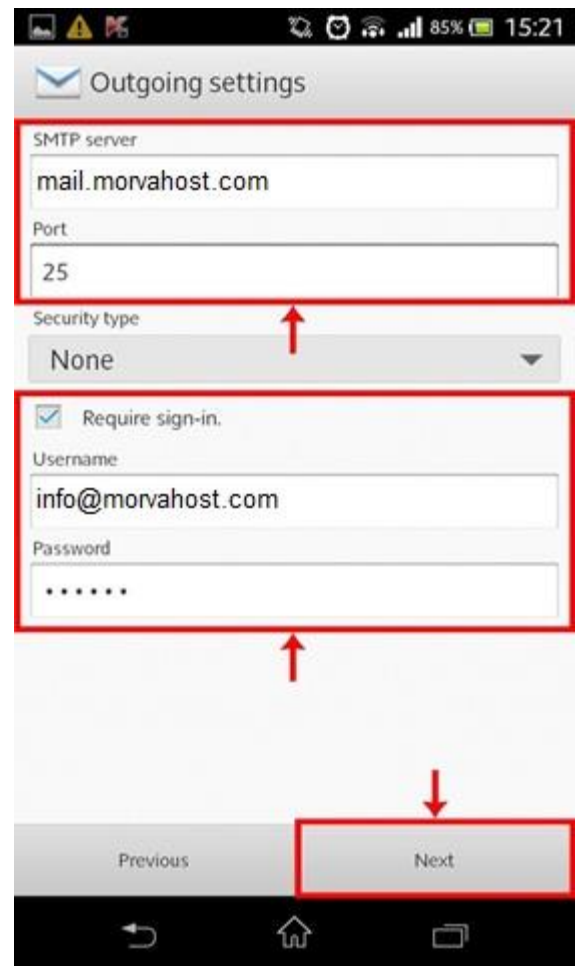 85% 15:21
Outgoing settings
SMTP server
mail.morvahost.com
Port
25
Security type
None
Require sign-in.
Username
info@morvahost.com
Password
••••••
Previous Next